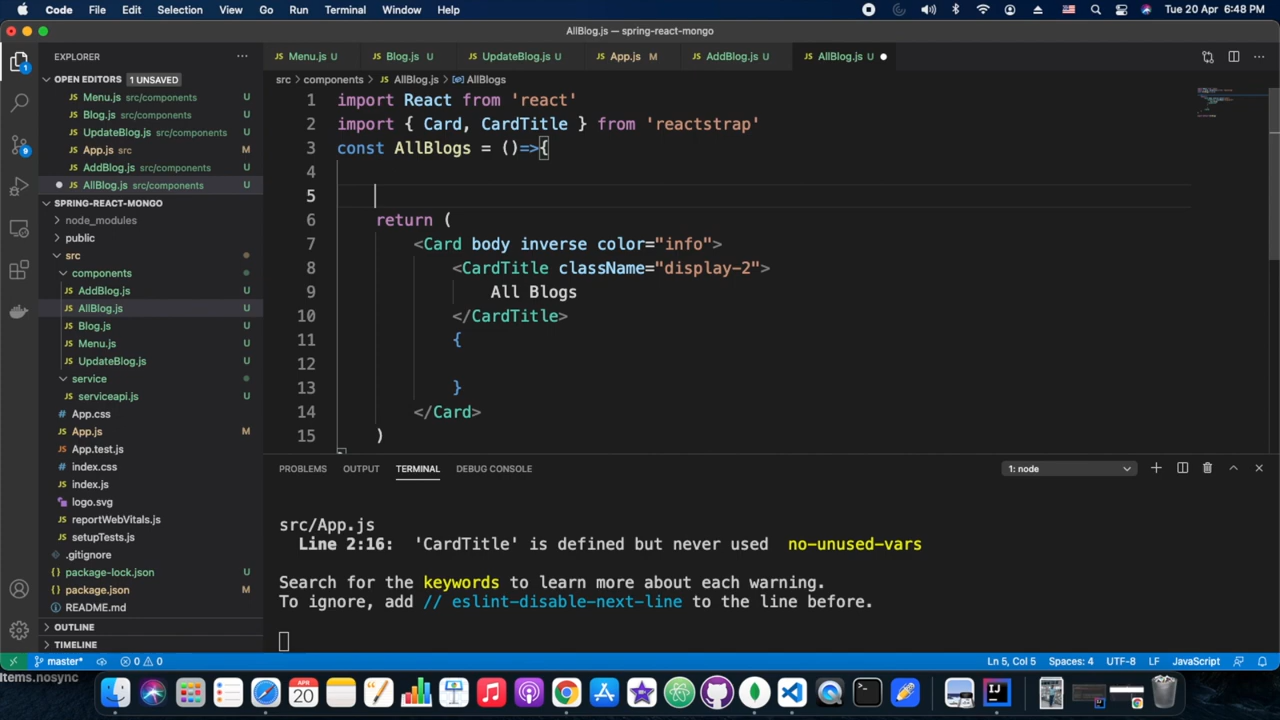 Code File Edit Selection View Go Run Terminal Window Help Tue 20 Apr 6:48 PM
AllBlog.js — spring-react-mongo
EXPLORER
Menu.js U Blog.js U UpdateBlog.js U App.js M AddBlog.js U AllBlog.js U
OPEN EDITORS 1 UNSAVED
Menu.js src/components U
Blog.js src/components U
UpdateBlog.js src/components U
App.js src M
AddBlog.js src/components U
AllBlog.js src/components U
SPRING-REACT-MONGO
node_modules
public
src
components
AddBlog.js U
AllBlog.js U
Blog.js U
Menu.js U
UpdateBlog.js U
service
serviceapi.js U
App.css
App.js M
App.test.js
index.css
index.js
logo.svg
reportWebVitals.js
setupTests.js
.gitignore
package-lock.json U
package.json M
README.md
OUTLINE
TIMELINE
src > components > AllBlog.js > AllBlogs
1 import React from 'react'
2 import { Card, CardTitle } from 'reactstrap'
3 const AllBlogs = ()=>{
4
5
6 return (
7 <Card body inverse color="info">
8 <CardTitle className="display-2">
9 All Blogs
10 </CardTitle>
11 {
12
13 }
14 </Card>
15 )
PROBLEMS OUTPUT TERMINAL DEBUG CONSOLE 1: node
src/App.js
Line 2:16: 'CardTitle' is defined but never used no-unused-vars
Search for the keywords to learn more about each warning.
To ignore, add // eslint-disable-next-line to the line before.
master* 0 0 Ln 5, Col 5 Spaces: 4 UTF-8 LF JavaScript
Items.nosync
APR
20